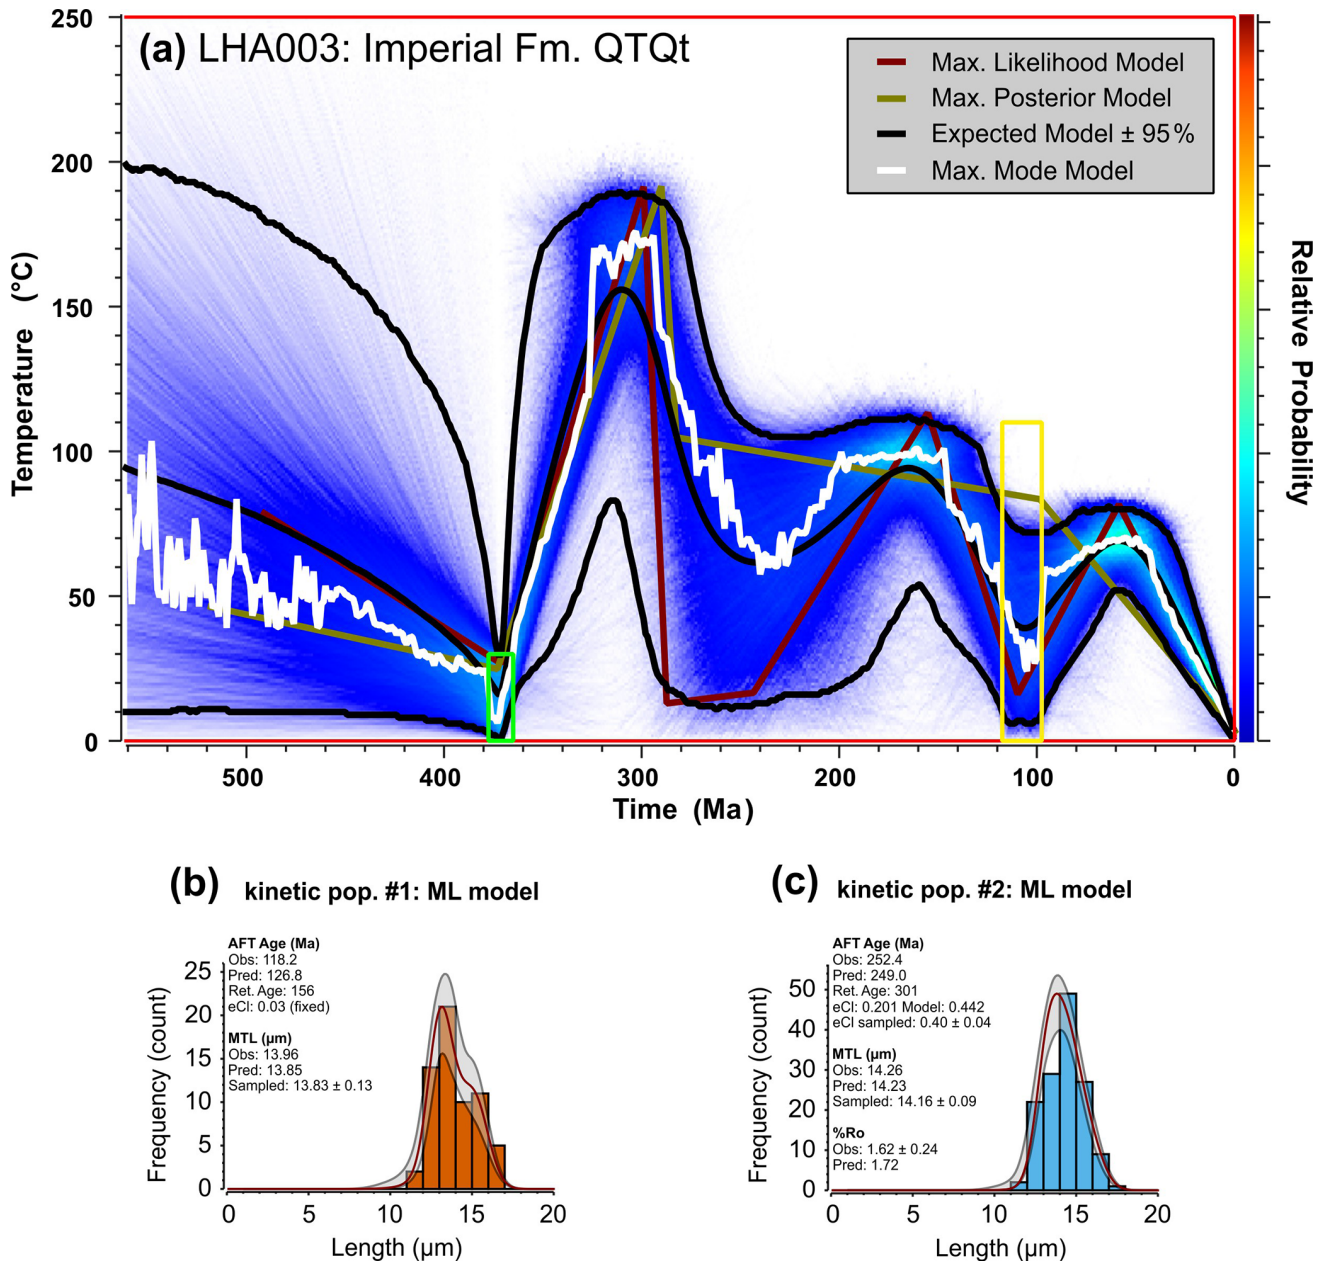 (a) LHA003: Imperial Fm. QTQt
Max. Likelihood Model
Max. Posterior Model
Expected Model ± 95 %
Max. Mode Model
250
200
150
100
50
0
Temperature (°C)
500
400
300
200
100
0
Time (Ma)
Relative Probability
(b) kinetic pop. #1: ML model
AFT Age (Ma)
Obs: 118.2
Pred: 126.8
Ret. Age: 156
eCl: 0.03 (fixed)
MTL (µm)
Obs: 13.96
Pred: 13.85
Sampled: 13.83 ± 0.13
25
20
15
10
5
0
Frequency (count)
0
5
10
15
20
Length (µm)
(c) kinetic pop. #2: ML model
AFT Age (Ma)
Obs: 252.4
Pred: 249.0
Ret. Age: 301
eCl: 0.201 Model: 0.442
eCl sampled: 0.40 ± 0.04
MTL (µm)
Obs: 14.26
Pred: 14.23
Sampled: 14.16 ± 0.09
%Ro
Obs: 1.62 ± 0.24
Pred: 1.72
50
40
30
20
10
0
Frequency (count)
0
5
10
15
20
Length (µm)